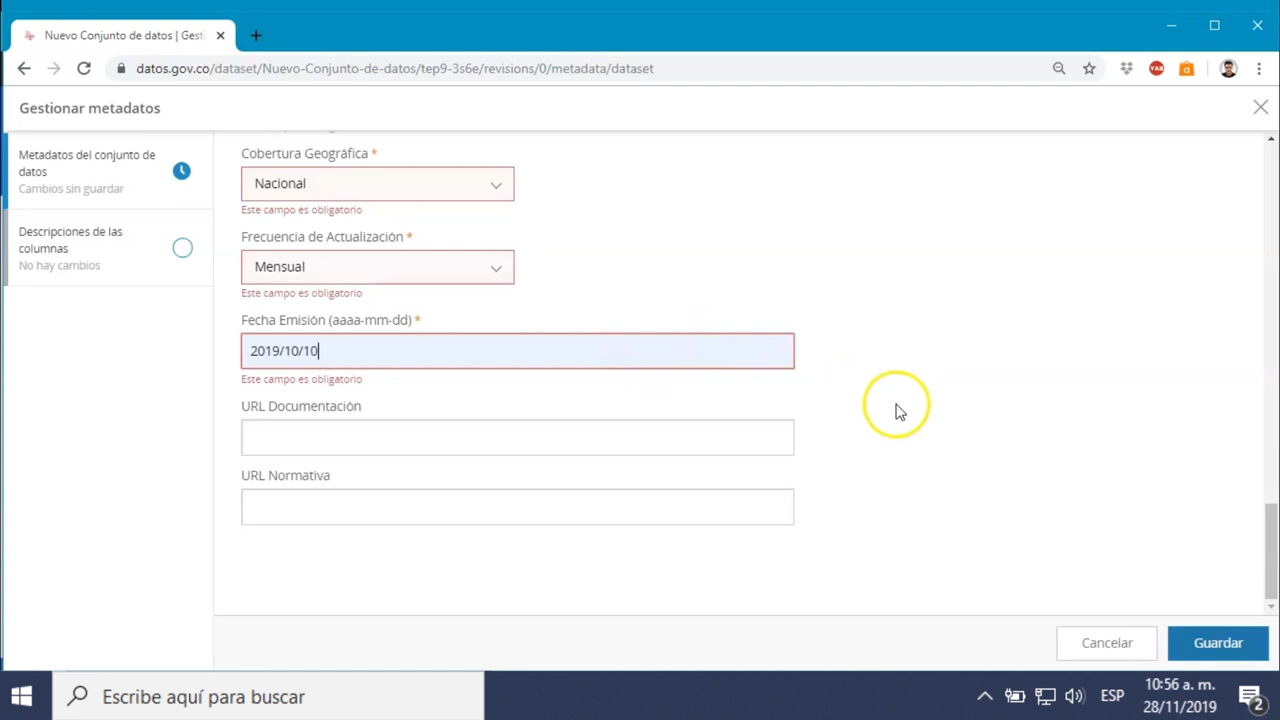 Nuevo Conjunto de datos | Gesti
datos.gov.co/dataset/Nuevo-Conjunto-de-datos/tep9-3s6e/revisions/0/metadata/dataset
YAB
a
Gestionar metadatos
Metadatos del conjunto de
datos
Cambios sin guardar
Descripciones de las
columnas
No hay cambios
Cobertura Geográfica *
Nacional
Este campo es obligatorio
Frecuencia de Actualización *
Mensual
Este campo es obligatorio
Fecha Emisión (aaaa-mm-dd) *
2019/10/10
Este campo es obligatorio
URL Documentación
URL Normativa
Cancelar
Guardar
Escribe aquí para buscar
ESP
10:56 a. m.
28/11/2019
2